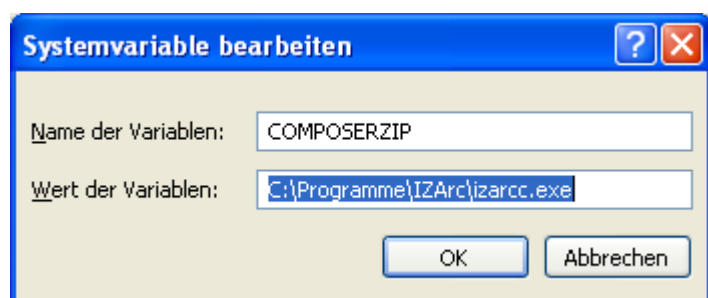 Systemvariable bearbeiten
Name der Variablen: COMPOSERZIP
Wert der Variablen: C:\Programme\IZArc\izarcc.exe
OK Abbrechen